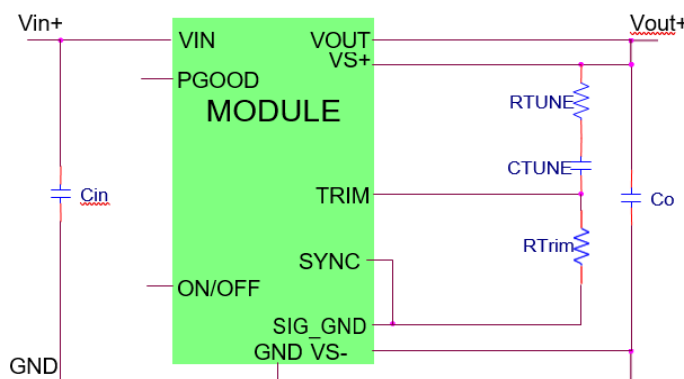 Vin+
Vout+
VIN
VOUT
VS+
PGOOD
MODULE
RTUNE
CTUNE
TRIM
Cin
Co
RTrim
SYNC
ON/OFF
SIG_GND
GND VS-
GND